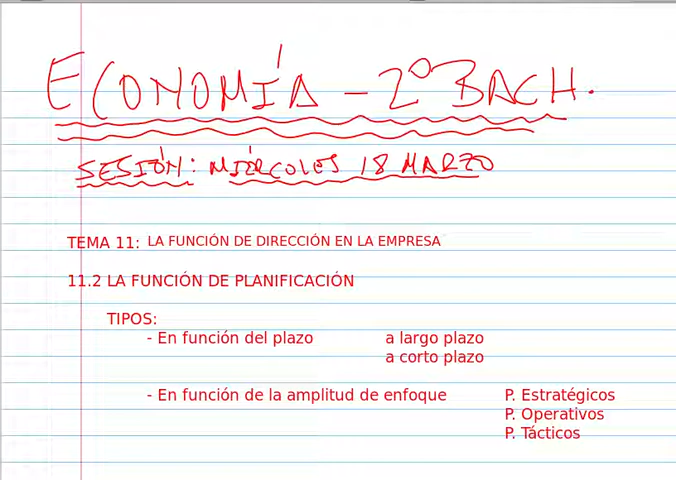 ECONOMÍA - 2º BACH.
SESIÓN: MIÉRCOLES 18 MARZO
TEMA 11: LA FUNCIÓN DE DIRECCIÓN EN LA EMPRESA
11.2 LA FUNCIÓN DE PLANIFICACIÓN
TIPOS:
- En función del plazo a largo plazo
a corto plazo
- En función de la amplitud de enfoque P. Estratégicos
P. Operativos
P. Tácticos